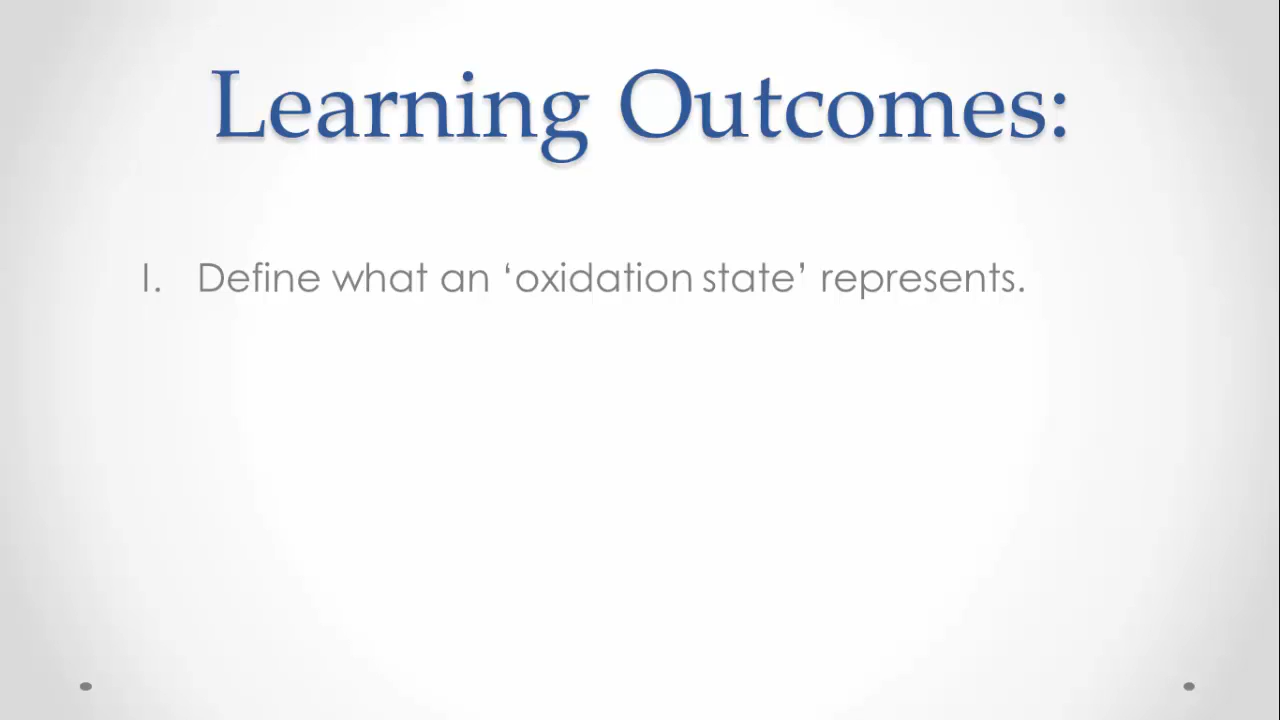 Learning Outcomes:
I. Define what an ‘oxidation state’ represents.